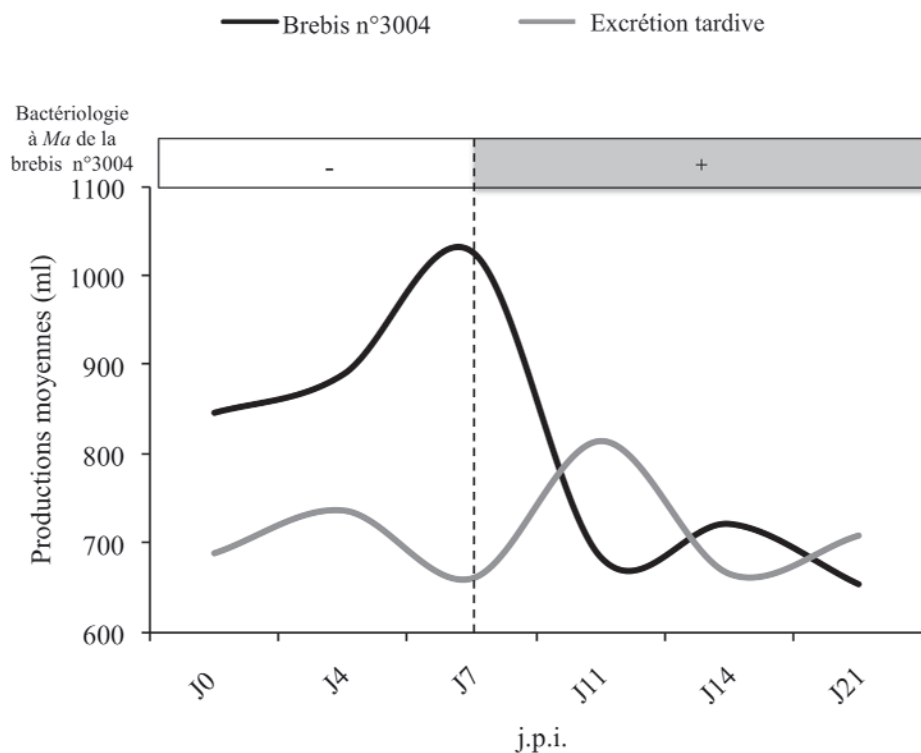 Brebis n°3004 Excrétion tardive
Bactériologie
à Ma de la
brebis n°3004
- +
1100
1000
900
800
700
600
Productions moyennes (ml)
J0 J4 J7 J11 J14 J21
j.p.i.